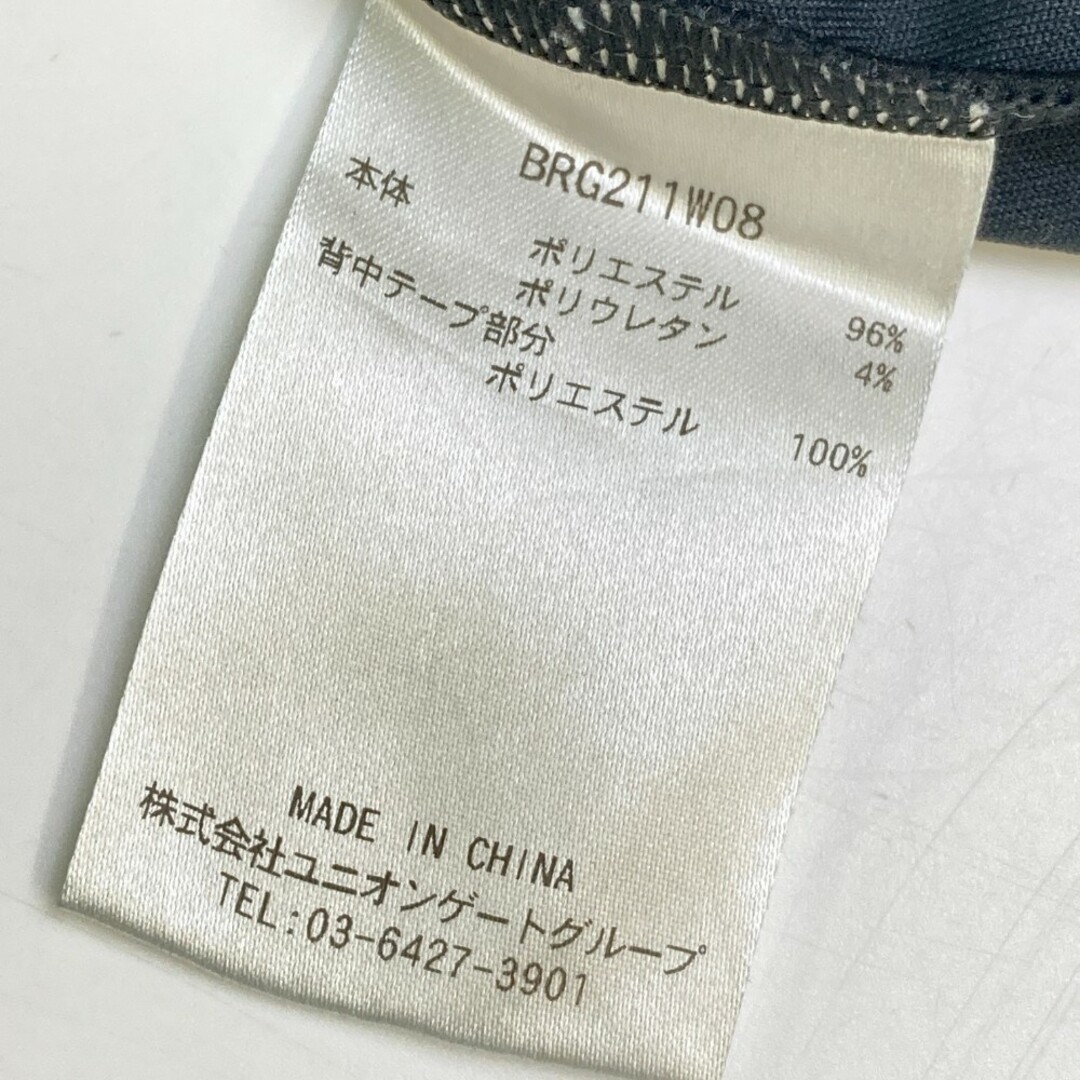 BRG211W08
本体
ポリエステル 96%
ポリウレタン 4%
背中テープ部分
ポリエステル 100%
MADE IN CHINA
株式会社ユニオンゲートグループ
TEL:03-6427-3901